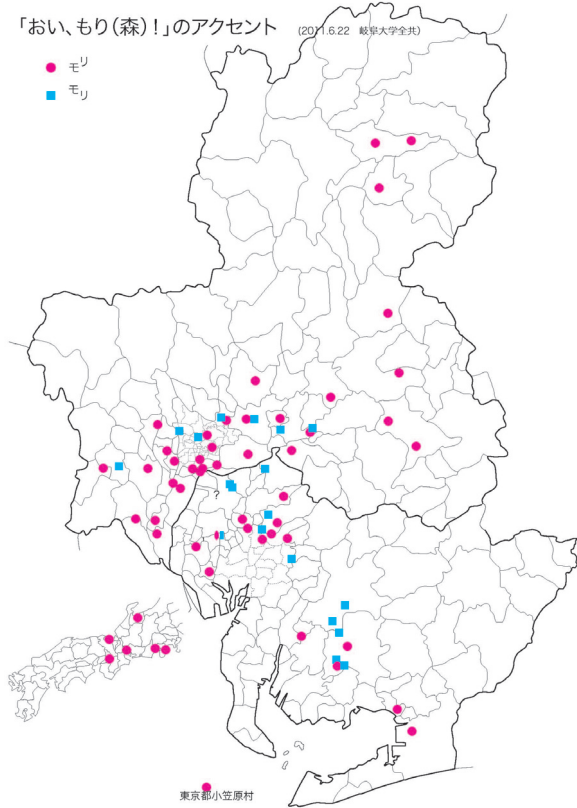 「おい、もり（森）！」のアクセント
(2011.6.22 岐阜大学全共)
モリ
モリ
?
東京都小笠原村